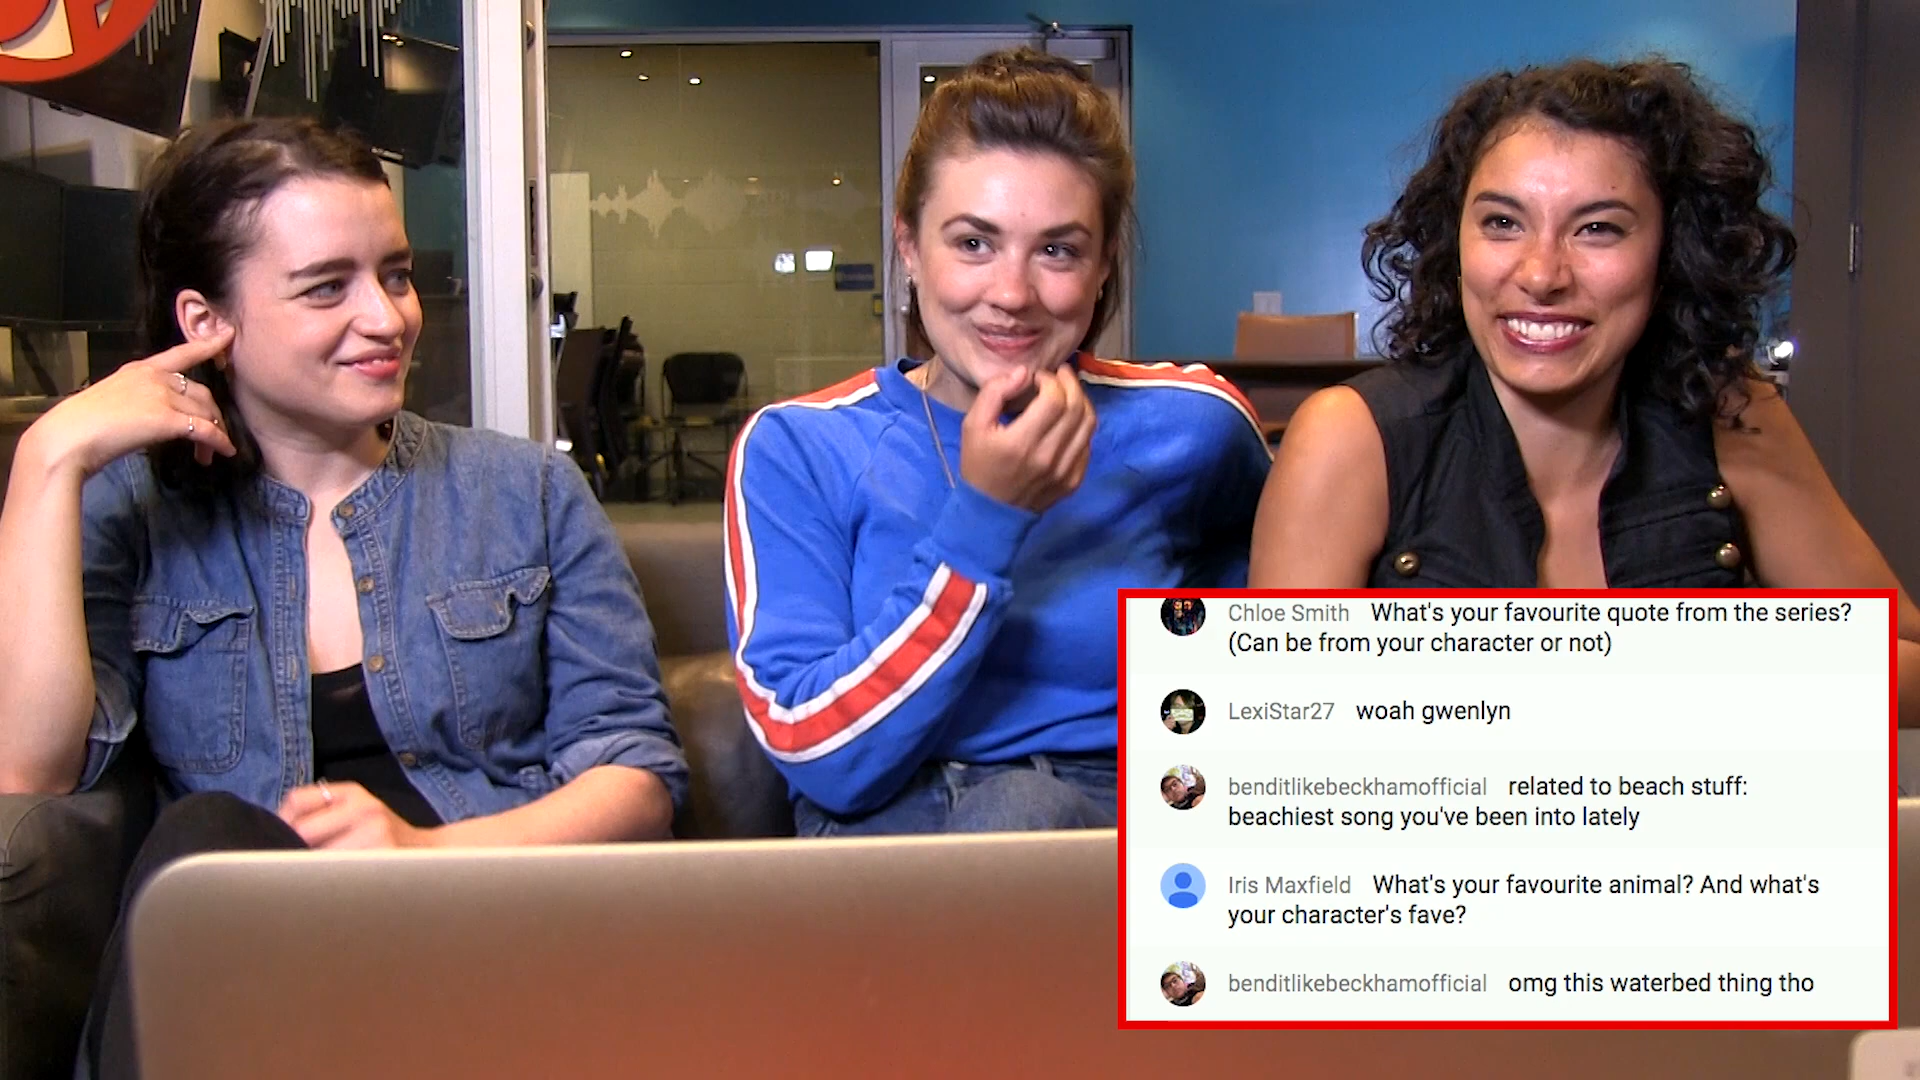 Chloe Smith What's your favourite quote from the series?
(Can be from your character or not)
LexiStar27 woah gwenlyn
benditlikebeckhamofficial related to beach stuff:
beachiest song you've been into lately
Iris Maxfield What's your favourite animal? And what's
your character's fave?
benditlikebeckhamofficial omg this waterbed thing tho